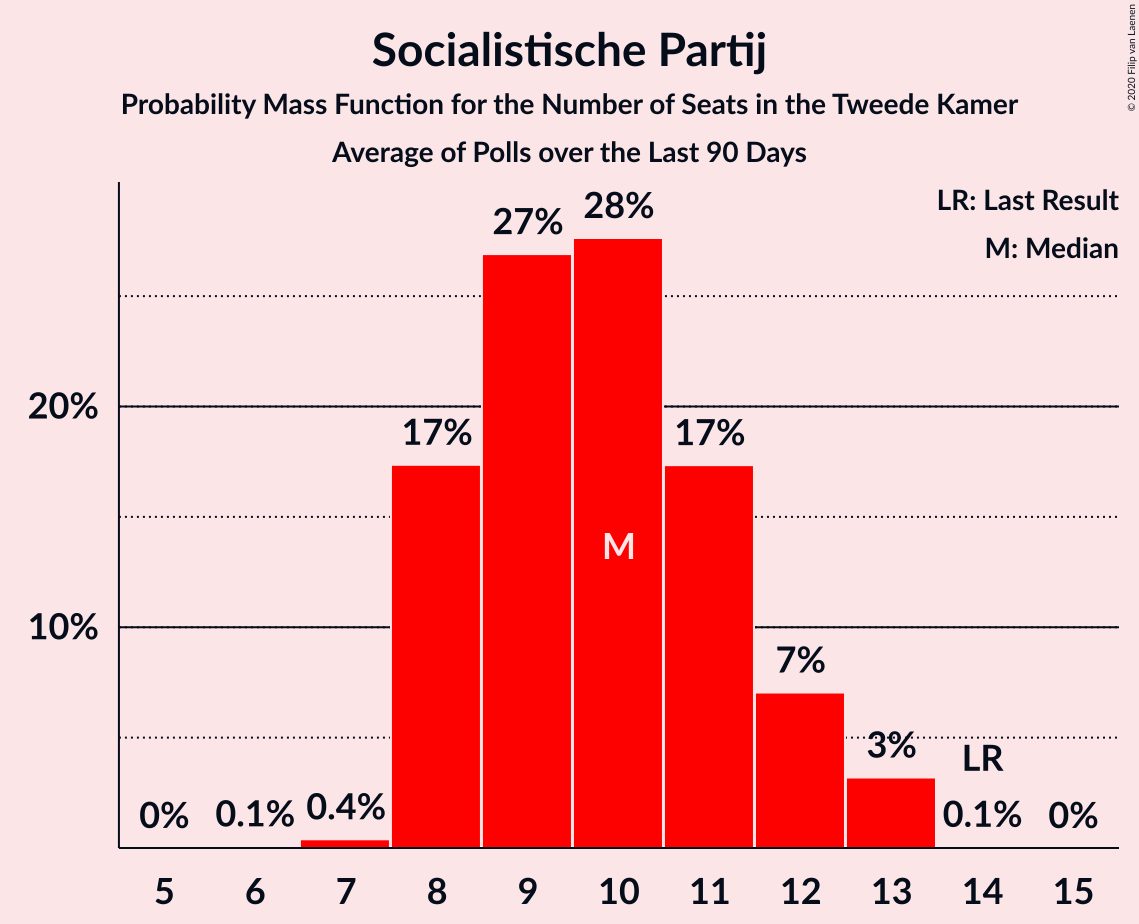 Socialistische Partij
Probability Mass Function for the Number of Seats in the Tweede Kamer
Average of Polls over the Last 90 Days
© 2020 Filip van Laenen
LR: Last Result
M: Median
20%
10%
0%
0.1%
0.4%
17%
27%
28%
M
17%
7%
3%
LR
0.1%
0%
5 6 7 8 9 10 11 12 13 14 15